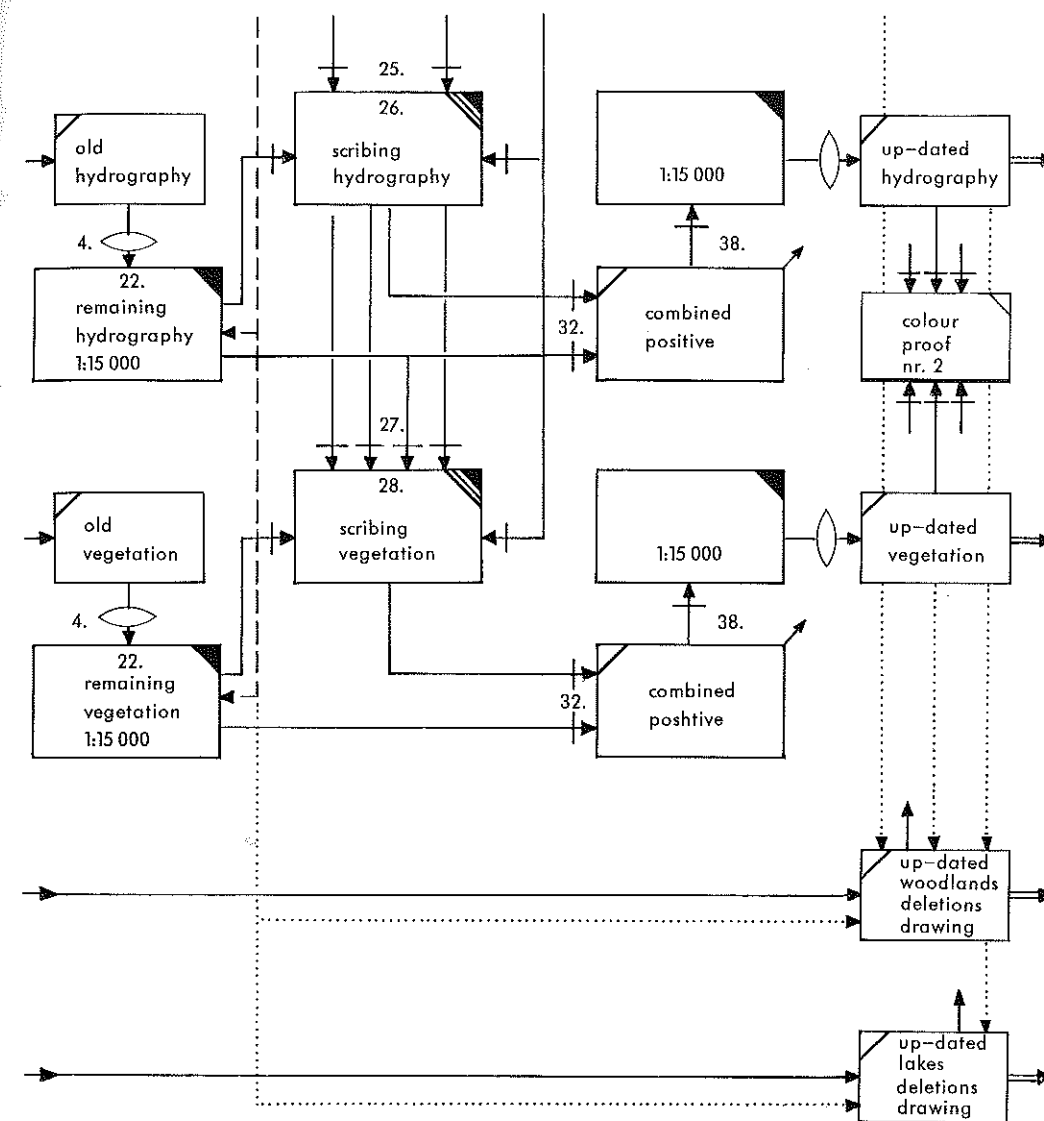 25.
26.
scribing
hydrography
old
hydrography
1:15 000
up-dated
hydrography
4.
22.
remaining
hydrography
1:15 000
38.
32.
combined
positive
colour
proof
nr. 2
27.
28.
scribing
vegetation
old
vegetation
1:15 000
up-dated
vegetation
4.
22.
remaining
vegetation
1:15 000
38.
32.
combined
poshtive
up-dated
woodlands
deletions
drawing
up-dated
lakes
deletions
drawing